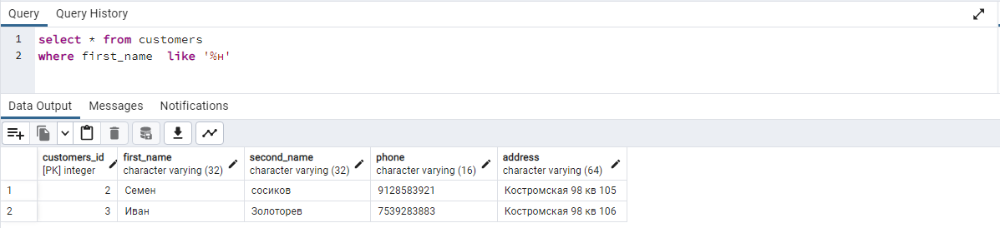 Query Query History
1 select * from customers
2 where first_name  like '%н'
Data Output Messages Notifications
customers_id first_name second_name phone address
[PK] integer character varying (32) character varying (32) character varying (16) character varying (64)
1 2 Семен сосиков 9128583921 Костромская 98 кв 105
2 3 Иван Золоторев 7539283883 Костромская 98 кв 106